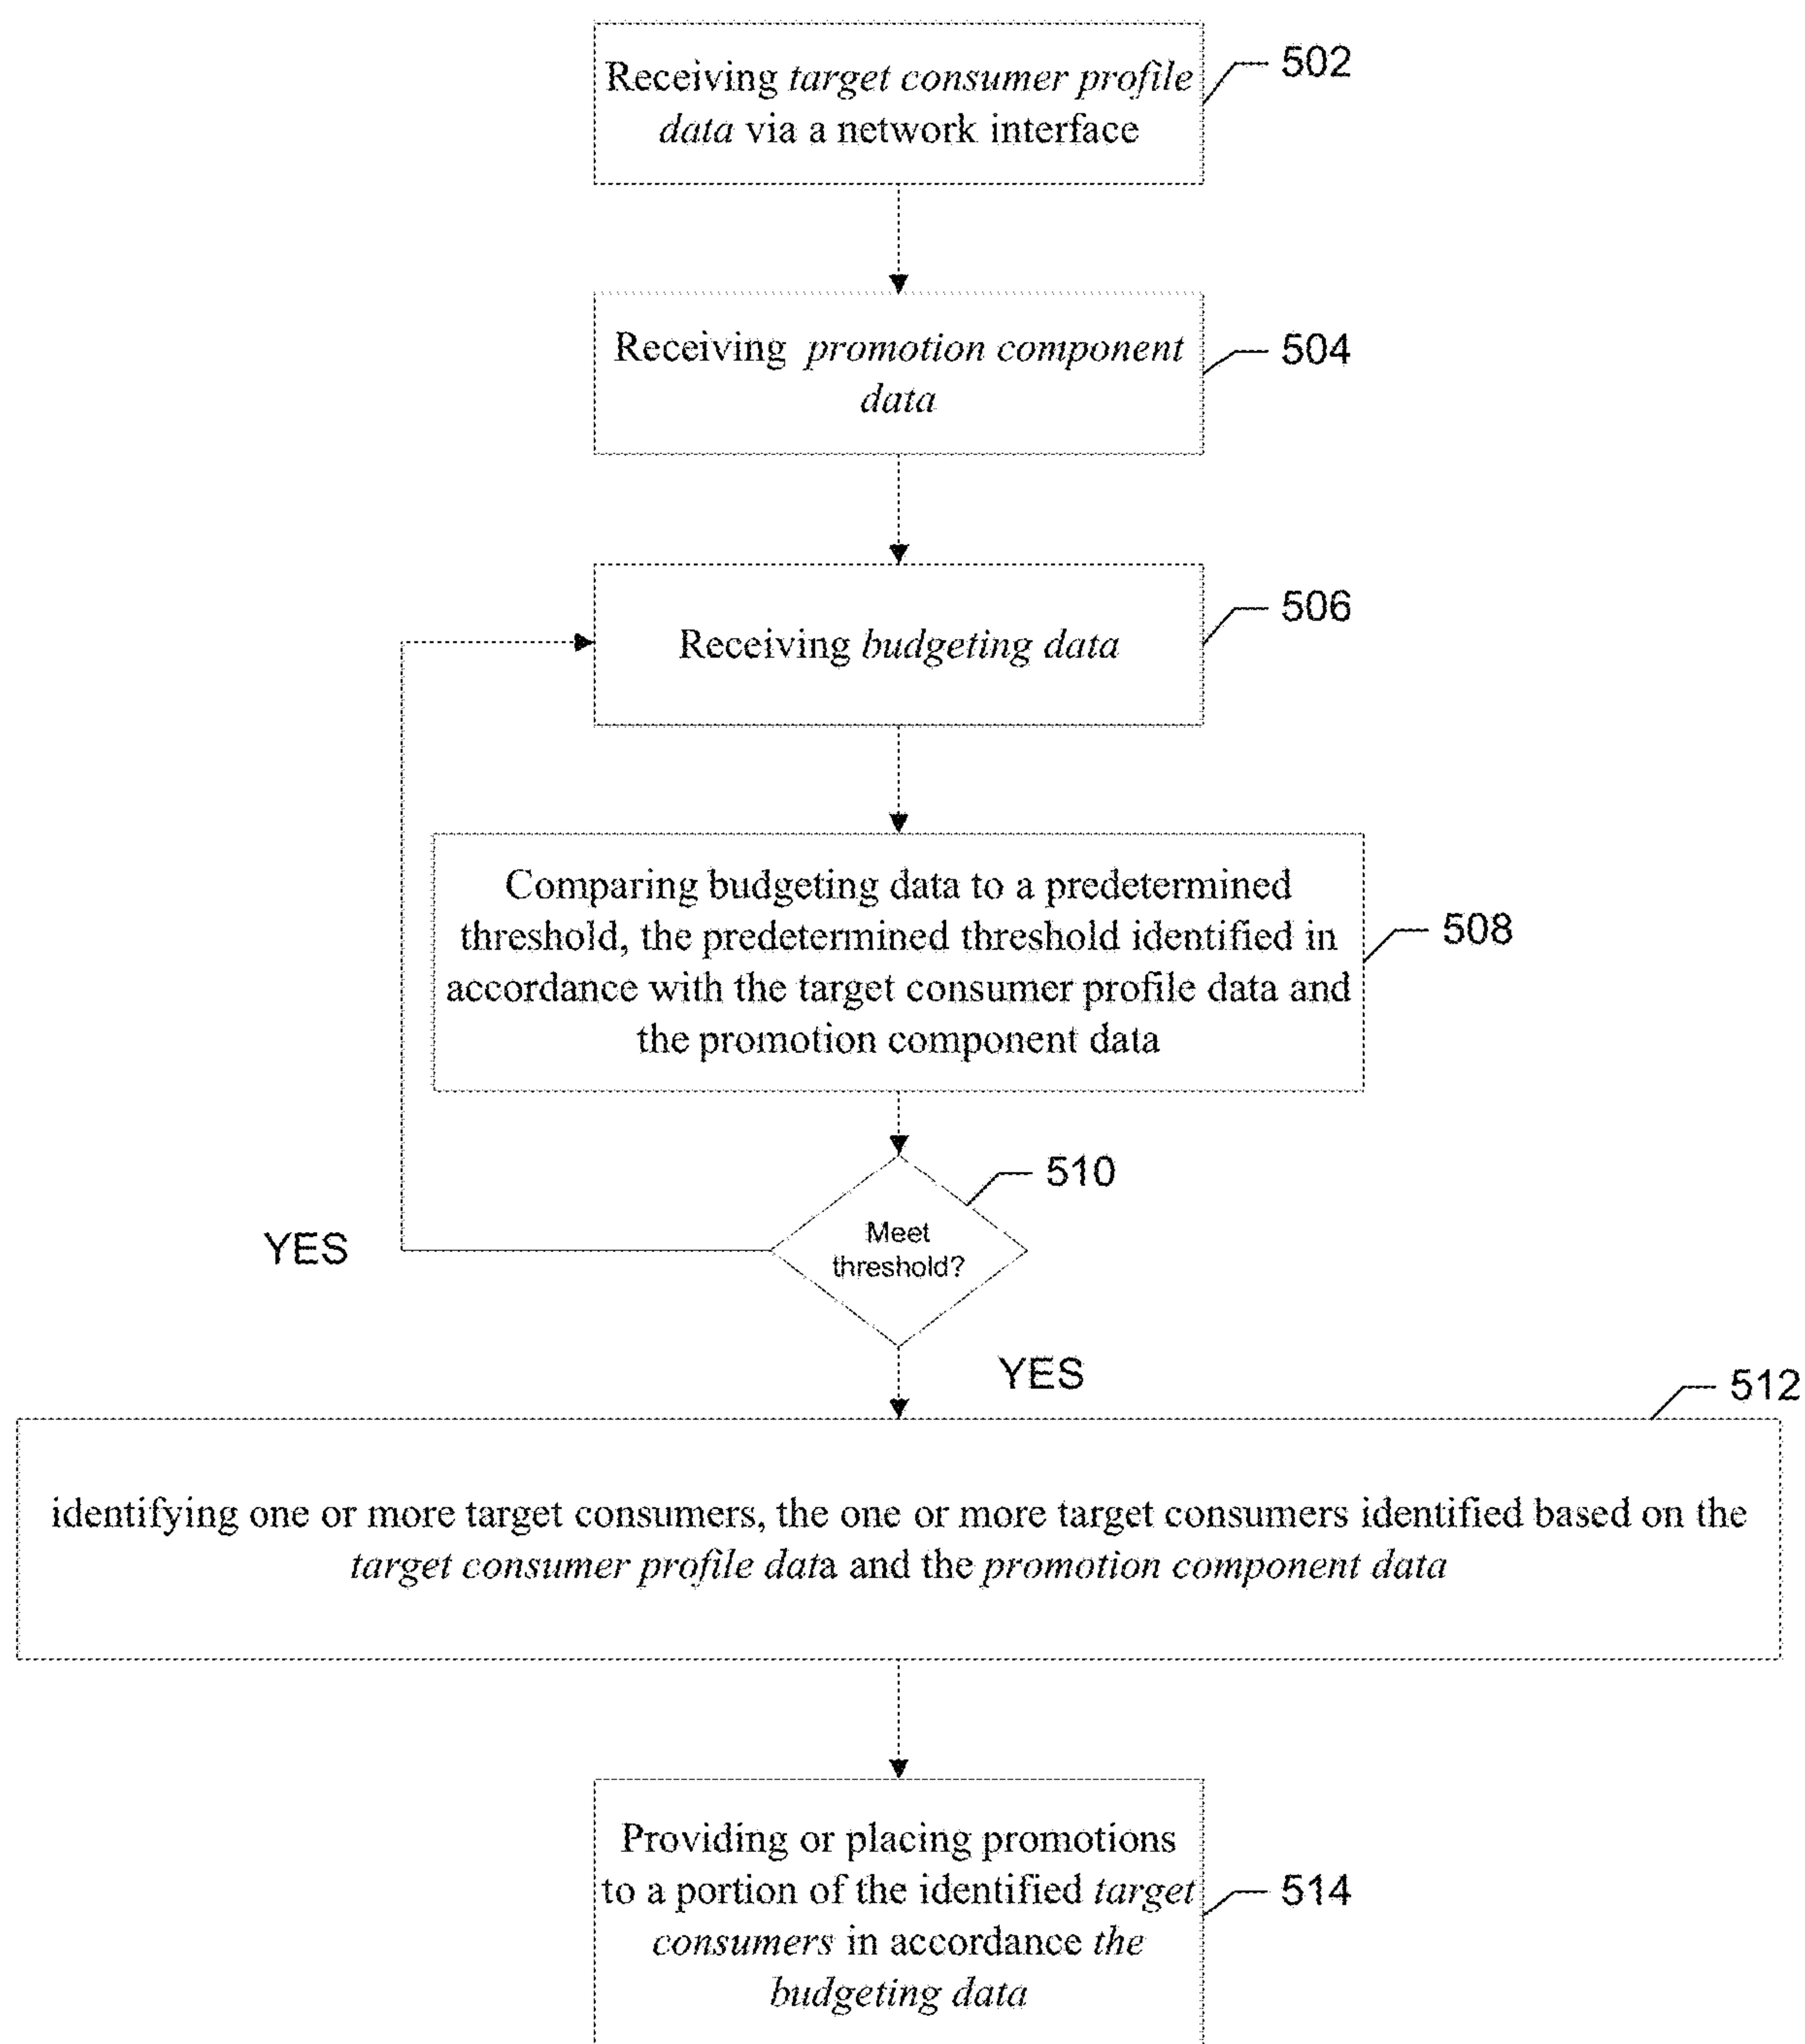 Receiving target consumer profile
data via a network interface
502
Receiving promotion component
data
504
Receiving budgeting data
506
Comparing budgeting data to a predetermined
threshold, the predetermined threshold identified in
accordance with the target consumer profile data and
the promotion component data
508
Meet
threshold?
510
YES
YES
512
identifying one or more target consumers, the one or more target consumers identified based on the
target consumer profile data and the promotion component data
Providing or placing promotions
to a portion of the identified target
consumers in accordance the
budgeting data
514